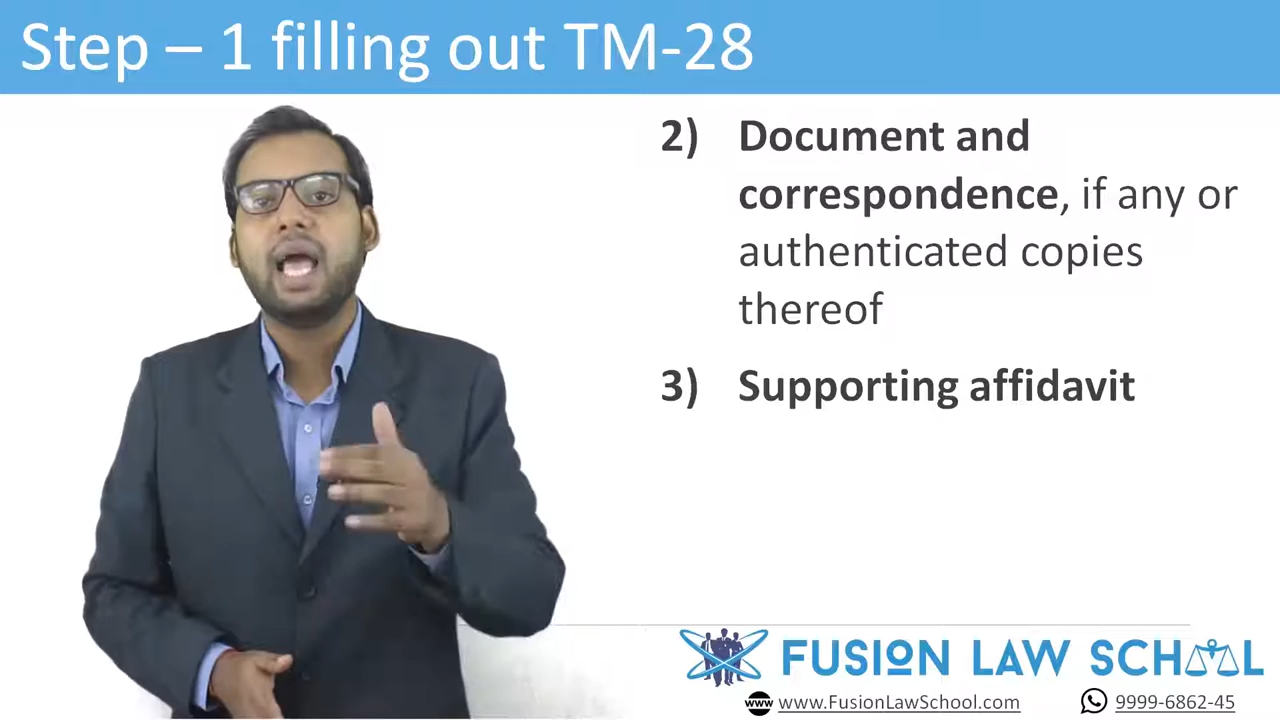 Step – 1 filling out TM-28
2) Document and
correspondence, if any or
authenticated copies
thereof
3) Supporting affidavit
FUSION LAW SCHOOL
www www.FusionLawSchool.com 9999-6862-45